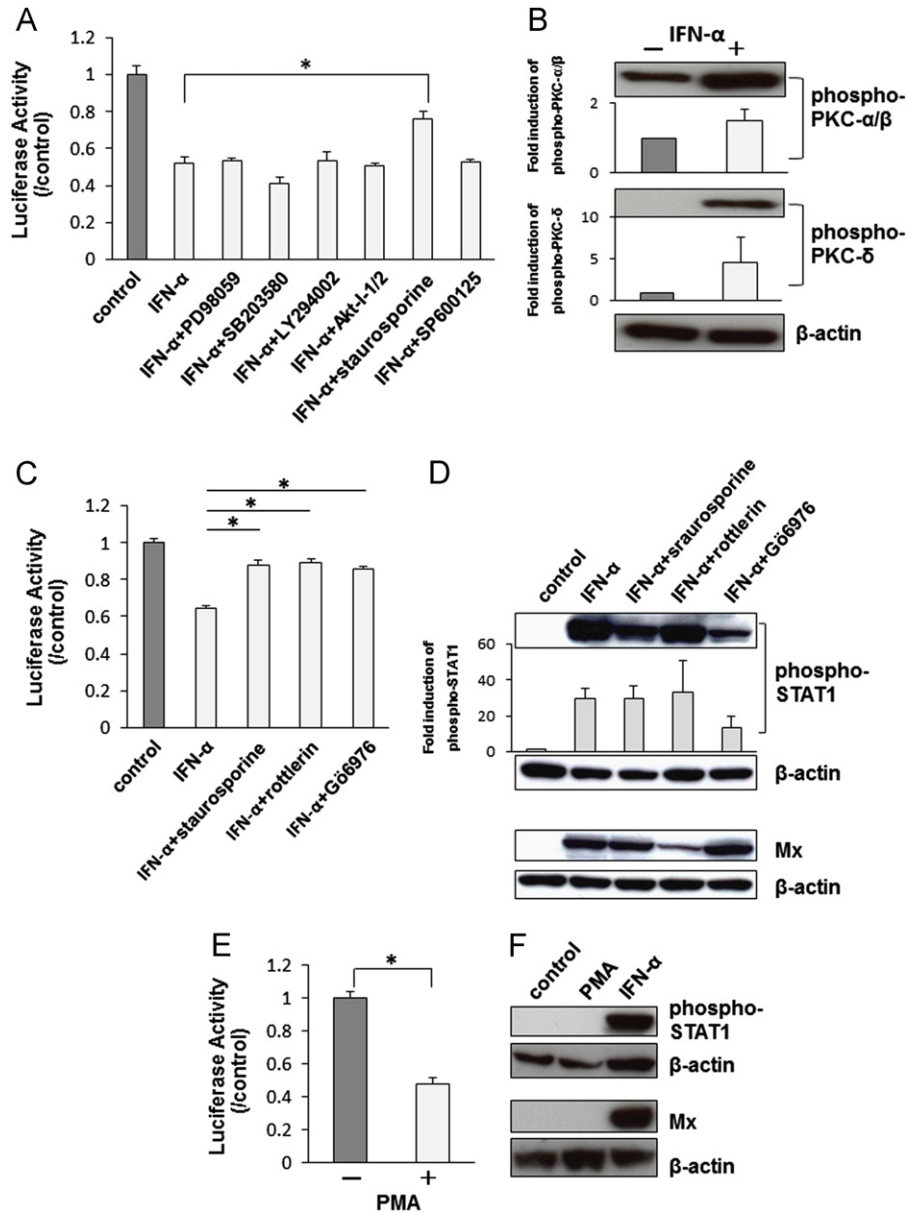 A
Luciferase Activity
(/control)
1.2
1
0.8
0.6
0.4
0.2
0
*
control
IFN-α
IFN-α+PD98059
IFN-α+SB203580
IFN-α+LY294002
IFN-α+Akt-I-1/2
IFN-α+staurosporine
IFN-α+SP600125
B
IFN-α
− +
Fold induction of
phospho-PKC-α/β
2
1
0
phospho-
PKC-α/β
Fold induction of
phospho-PKC-δ
10
5
0
phospho-
PKC-δ
β-actin
C
Luciferase Activity
(/control)
1.2
1
0.8
0.6
0.4
0.2
0
*
*
*
control
IFN-α
IFN-α+staurosporine
IFN-α+rottlerin
IFN-α+Gö6976
D
control
IFN-α
IFN-α+sraurosporine
IFN-α+rottlerin
IFN-α+Gö6976
Fold induction of
phospho-STAT1
60
40
20
0
phospho-
STAT1
β-actin
Mx
β-actin
E
Luciferase Activity
(/control)
1.2
1
0.8
0.6
0.4
0.2
0
*
− +
PMA
F
control
PMA
IFN-α
phospho-
STAT1
β-actin
Mx
β-actin